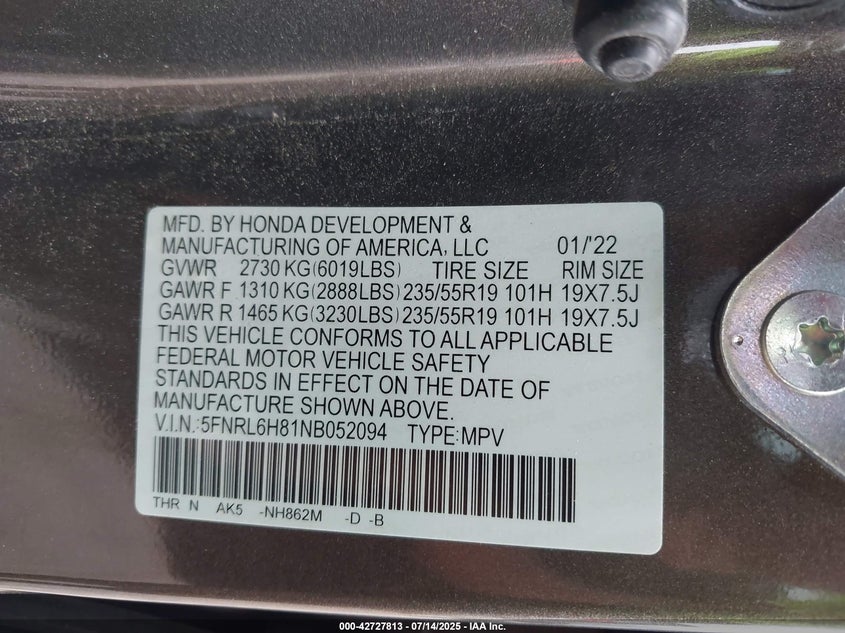 MFD. BY HONDA DEVELOPMENT &
MANUFACTURING OF AMERICA, LLC 01/'22
GVWR 2730 KG(6019LBS) TIRE SIZE RIM SIZE
GAWR F 1310 KG(2888LBS) 235/55R19 101H 19X7.5J
GAWR R 1465 KG(3230LBS) 235/55R19 101H 19X7.5J
THIS VEHICLE CONFORMS TO ALL APPLICABLE
FEDERAL MOTOR VEHICLE SAFETY
STANDARDS IN EFFECT ON THE DATE OF
MANUFACTURE SHOWN ABOVE.
V.I.N.:5FNRL6H81NB052094 TYPE:MPV
THR N AK5 -NH862M -D -B
000-42727813 - 07/14/2025 - IAA Inc.